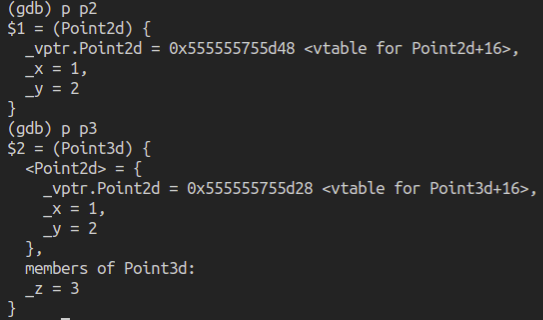 (gdb) p p2
$1 = (Point2d) {
  _vptr.Point2d = 0x555555755d48 <vtable for Point2d+16>,
  _x = 1,
  _y = 2
}
(gdb) p p3
$2 = (Point3d) {
  <Point2d> = {
    _vptr.Point2d = 0x555555755d28 <vtable for Point3d+16>,
    _x = 1,
    _y = 2
  },
  members of Point3d:
  _z = 3
}